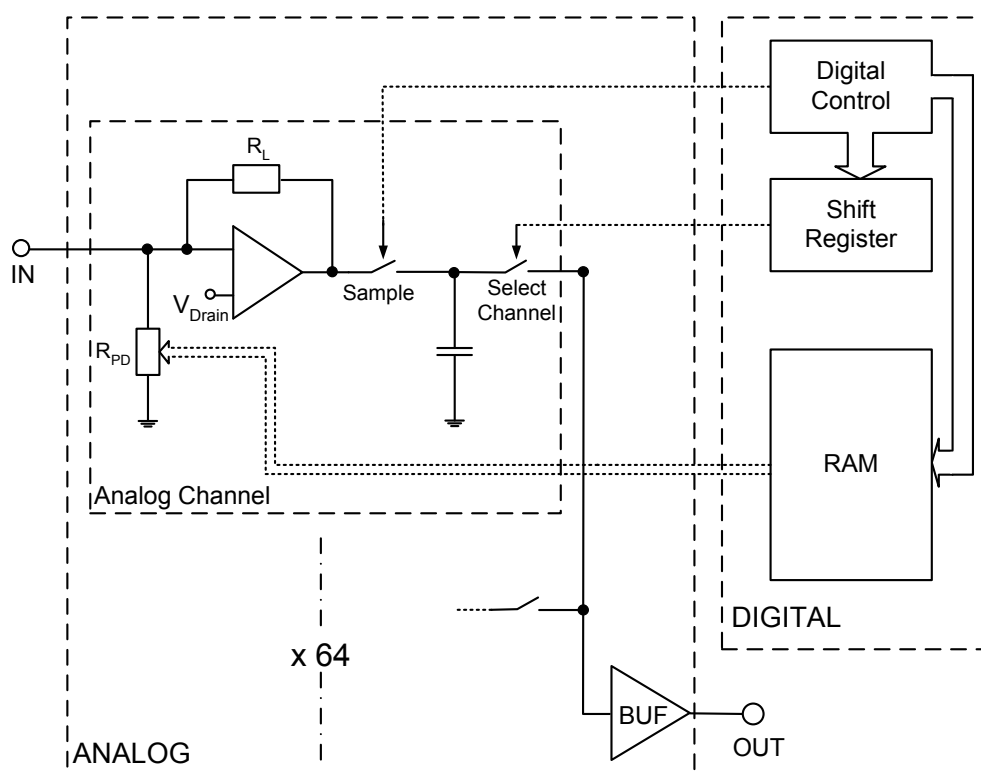 Digital
Control
R_L
Shift
Register
IN
Sample
Select
Channel
V_Drain
R_PD
RAM
Analog Channel
DIGITAL
x 64
BUF
ANALOG
OUT